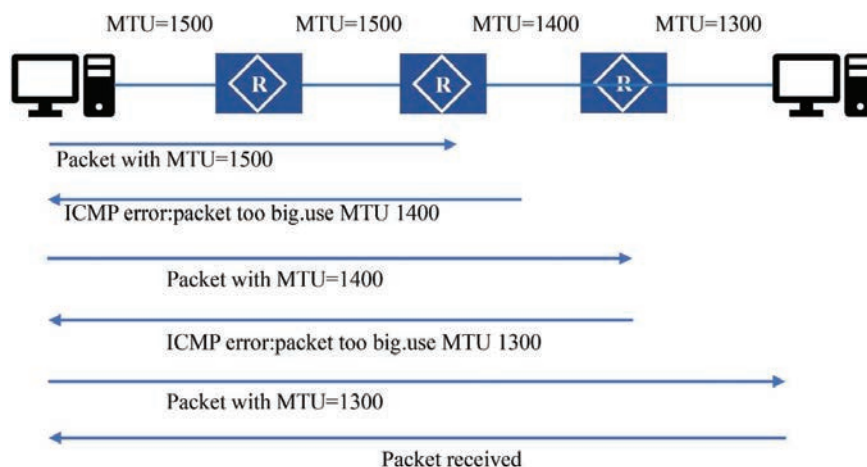 MTU=1500 MTU=1500 MTU=1400 MTU=1300
R R R
Packet with MTU=1500
ICMP error:packet too big.use MTU 1400
Packet with MTU=1400
ICMP error:packet too big.use MTU 1300
Packet with MTU=1300
Packet received